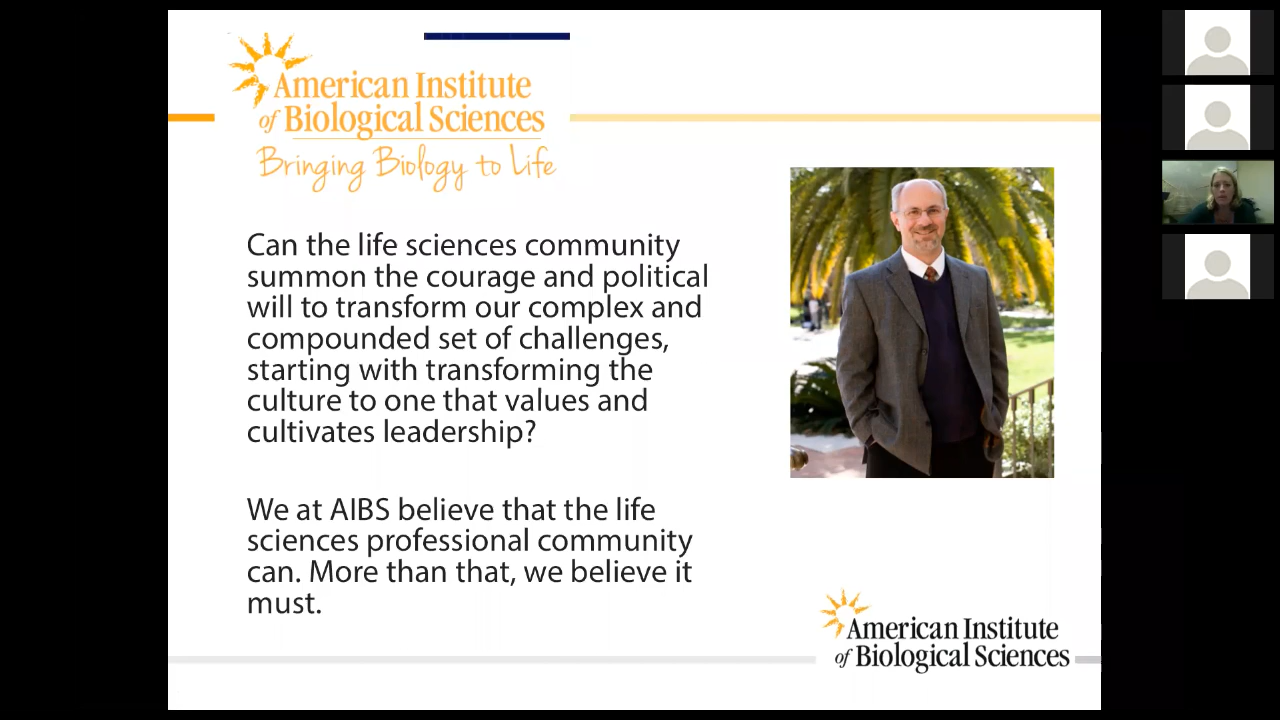 American Institute
of Biological Sciences
Bringing Biology to Life
Can the life sciences community
summon the courage and political
will to transform our complex and
compounded set of challenges,
starting with transforming the
culture to one that values and
cultivates leadership?
We at AIBS believe that the life
sciences professional community
can. More than that, we believe it
must.
American Institute
of Biological Sciences